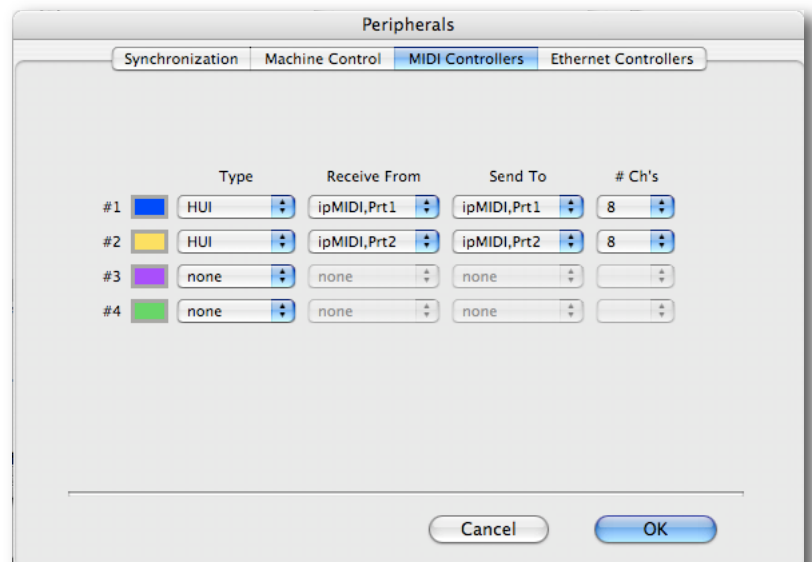 Peripherals
Synchronization Machine Control MIDI Controllers Ethernet Controllers
Type Receive From Send To # Ch's
#1 HUI ipMIDI,Prt1 ipMIDI,Prt1 8
#2 HUI ipMIDI,Prt2 ipMIDI,Prt2 8
#3 none none none
#4 none none none
Cancel OK